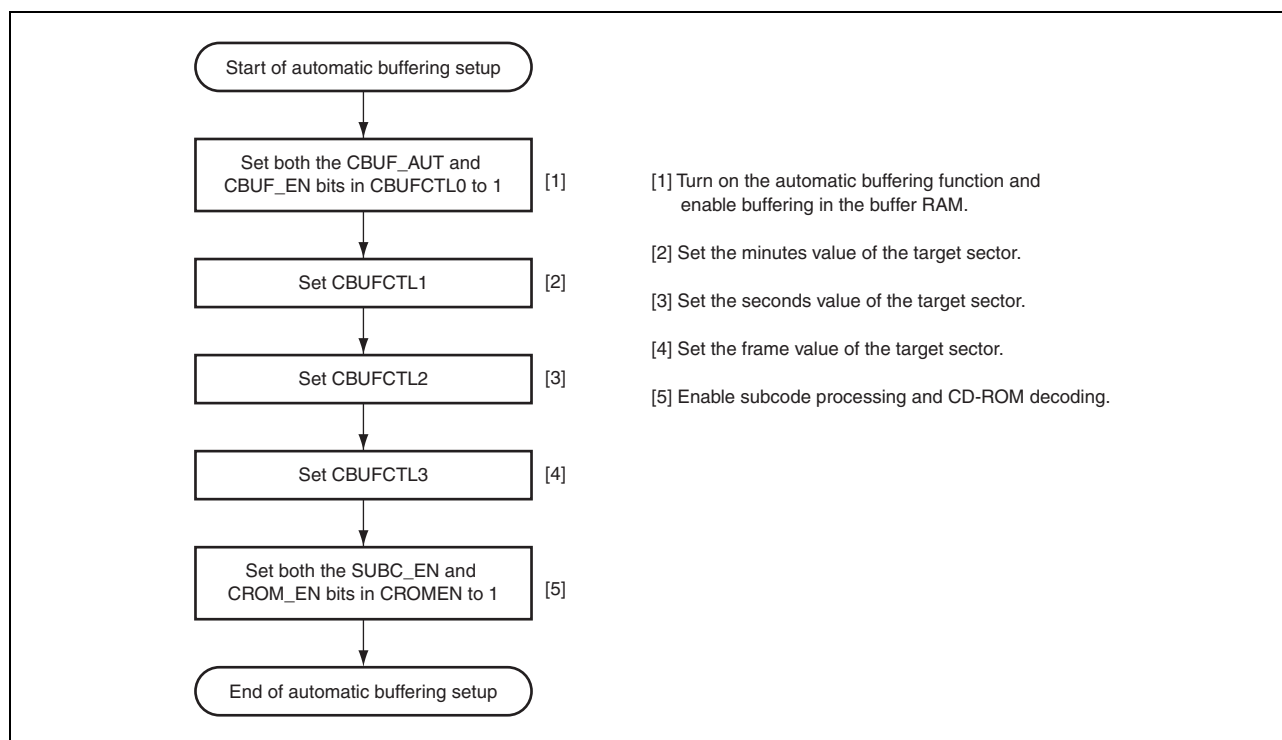 Start of automatic buffering setup
Set both the CBUF_AUT and
CBUF_EN bits in CBUFCTL0 to 1
[1]
Set CBUFCTL1
[2]
Set CBUFCTL2
[3]
Set CBUFCTL3
[4]
Set both the SUBC_EN and
CROM_EN bits in CROMEN to 1
[5]
End of automatic buffering setup
[1] Turn on the automatic buffering function and
enable buffering in the buffer RAM.
[2] Set the minutes value of the target sector.
[3] Set the seconds value of the target sector.
[4] Set the frame value of the target sector.
[5] Enable subcode processing and CD-ROM decoding.